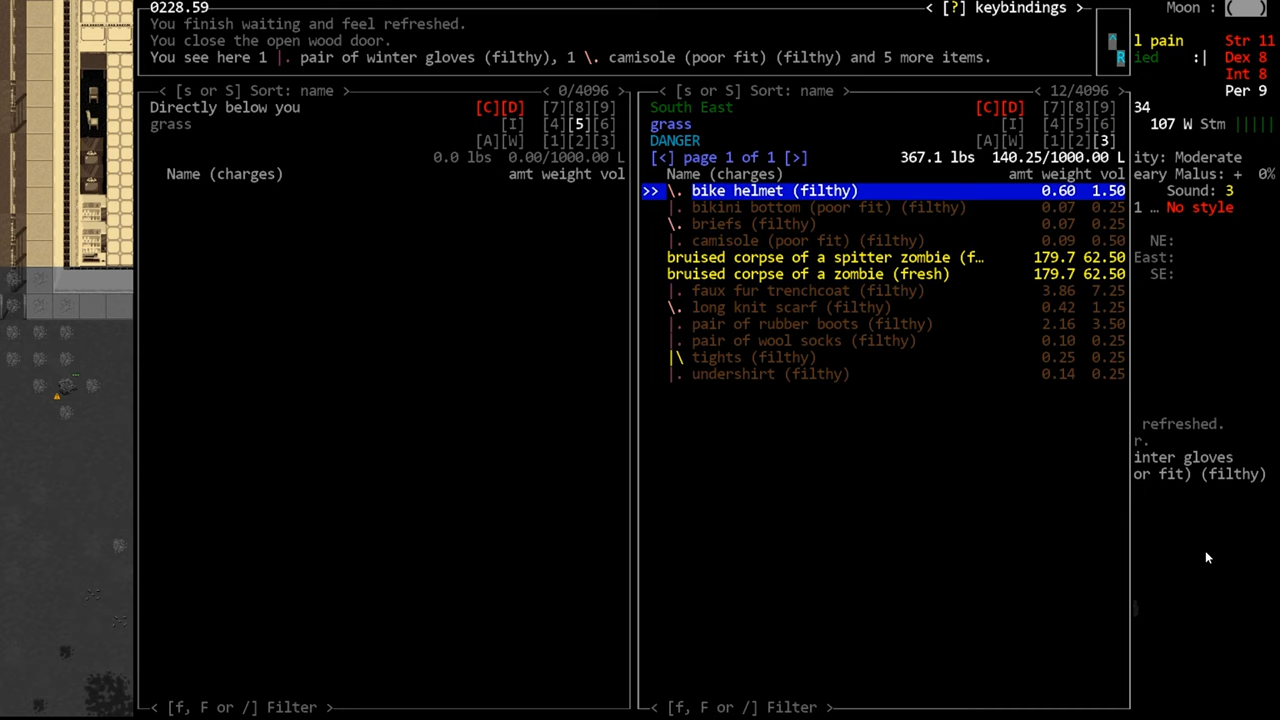 0228.59
< [?] keybindings >
Moon : (   )
You finish waiting and feel refreshed.
You close the open wood door.
You see here 1 |. pair of winter gloves (filthy), 1 \. camisole (poor fit) (filthy) and 5 more items.
l pain Str 11
ied :| Dex 8
Int 8
Per 9
34
107 W Stm |||||
ity: Moderate
eary Malus: + 0%
Sound: 3
1 … No style
NE:
East:
SE:
refreshed.
r.
inter gloves
or fit) (filthy)
< [s or S] Sort: name > < 0/4096 >
Directly below you [C][D] [7][8][9]
grass [I] [4][5][6]
[A][W] [1][2][3]
0.0 lbs 0.00/1000.00 L
Name (charges) amt weight vol
< [f, F or /] Filter >
< [s or S] Sort: name > < 12/4096 >
South East [C][D] [7][8][9]
grass [I] [4][5][6]
DANGER [A][W] [1][2][3]
[<] page 1 of 1 [>] 367.1 lbs 140.25/1000.00 L
Name (charges) amt weight vol
>> \. bike helmet (filthy) 0.60 1.50
|. bikini bottom (poor fit) (filthy) 0.07 0.25
\. briefs (filthy) 0.07 0.25
|. camisole (poor fit) (filthy) 0.09 0.50
bruised corpse of a spitter zombie (f… 179.7 62.50
bruised corpse of a zombie (fresh) 179.7 62.50
|. faux fur trenchcoat (filthy) 3.86 7.25
\. long knit scarf (filthy) 0.42 1.25
|. pair of rubber boots (filthy) 2.16 3.50
|. pair of wool socks (filthy) 0.10 0.25
|\ tights (filthy) 0.25 0.25
|. undershirt (filthy) 0.14 0.25
< [f, F or /] Filter >